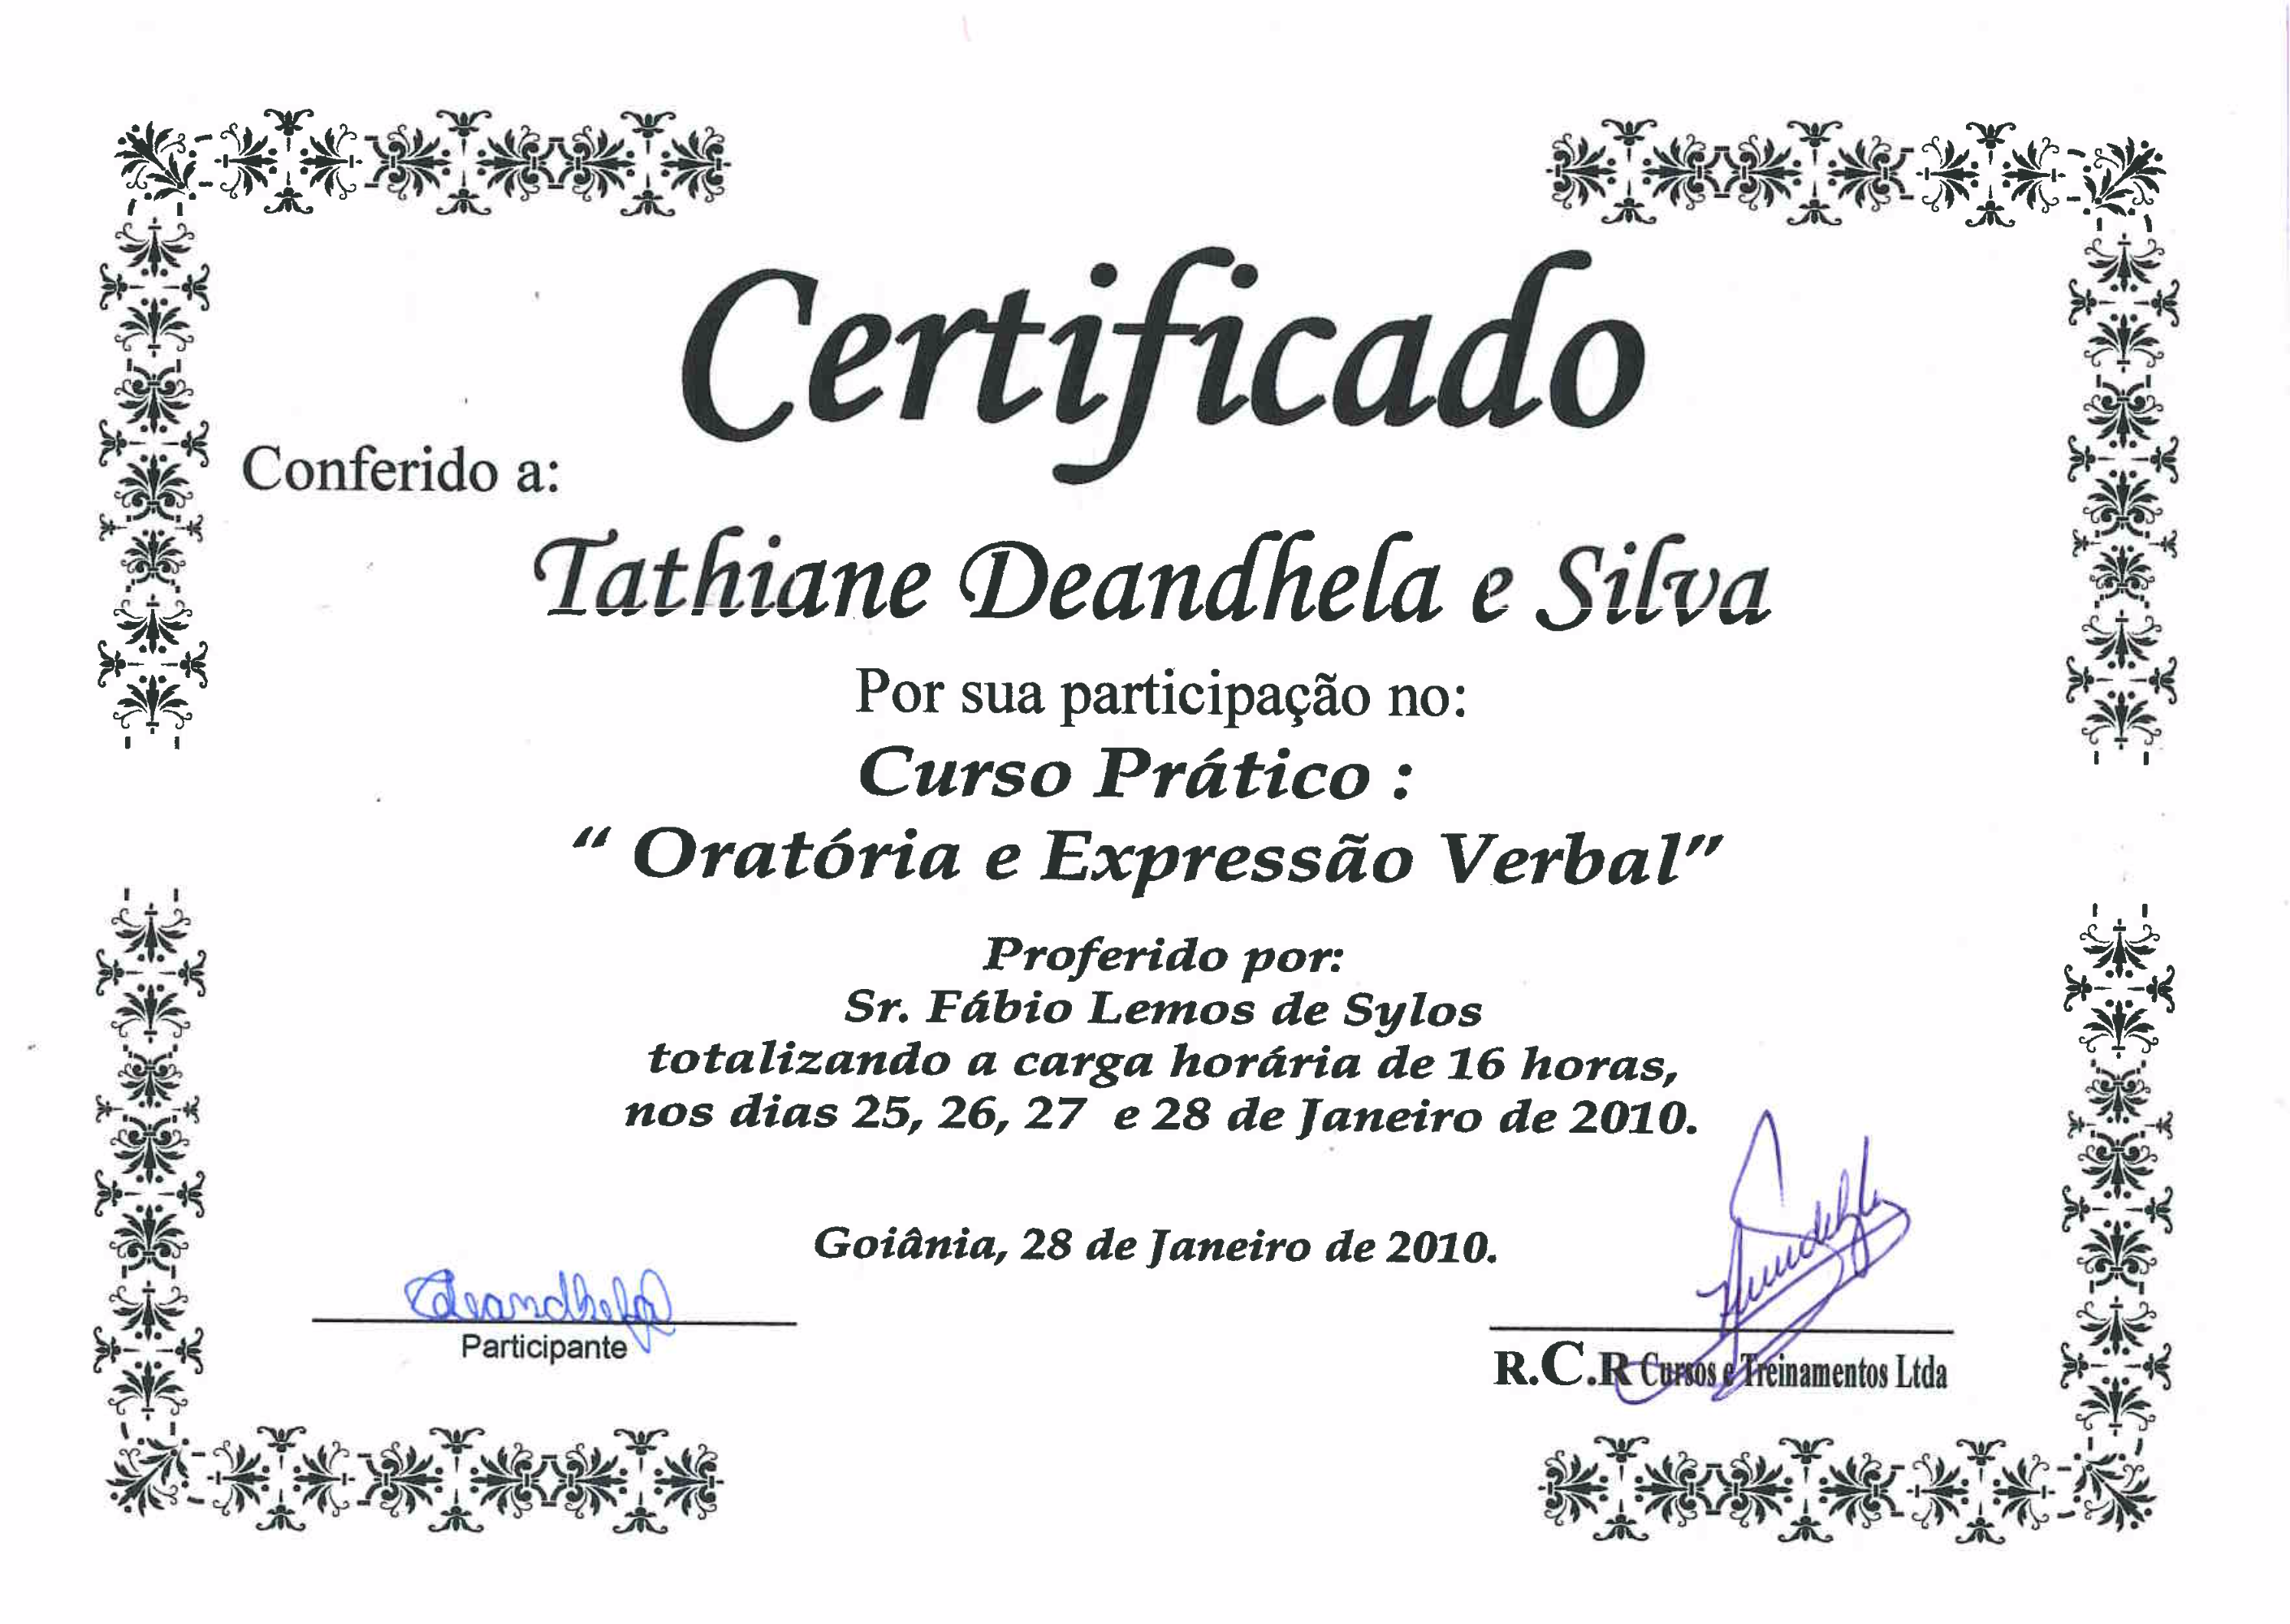 Certificado
Conferido a:
Tathiane Deandhela e Silva
Por sua participação no:
Curso Prático :
" Oratória e Expressão Verbal"
Proferido por:
Sr. Fábio Lemos de Sylos
totalizando a carga horária de 16 horas,
nos dias 25, 26, 27 e 28 de Janeiro de 2010.
Goiânia, 28 de Janeiro de 2010.
Participante
R.C.R Cursos e Treinamentos Ltda